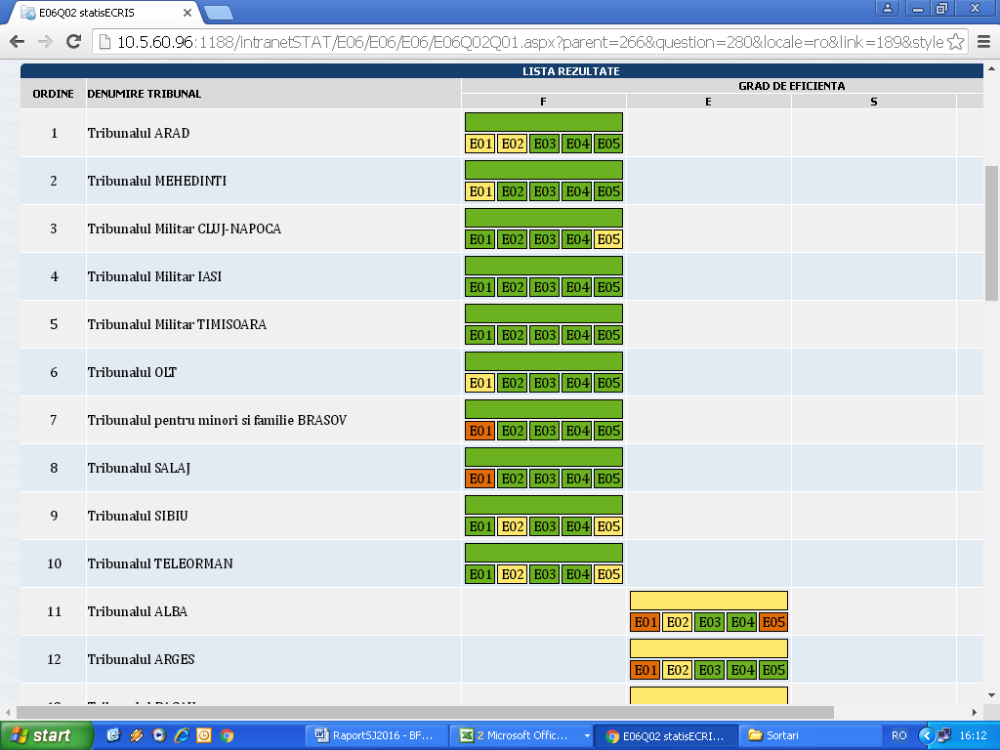 E06Q02 statisECRIS
10.5.60.96:1188/intranetSTAT/E06/E06/E06/E06Q02Q01.aspx?parent=266&question=280&locale=ro&link=189&style
LISTA REZULTATE
ORDINE DENUMIRE TRIBUNAL GRAD DE EFICIENTA
F E S
1 Tribunalul ARAD
E01 E02 E03 E04 E05
2 Tribunalul MEHEDINTI
E01 E02 E03 E04 E05
3 Tribunalul Militar CLUJ-NAPOCA
E01 E02 E03 E04 E05
4 Tribunalul Militar IASI
E01 E02 E03 E04 E05
5 Tribunalul Militar TIMISOARA
E01 E02 E03 E04 E05
6 Tribunalul OLT
E01 E02 E03 E04 E05
7 Tribunalul pentru minori si familie BRASOV
E01 E02 E03 E04 E05
8 Tribunalul SALAJ
E01 E02 E03 E04 E05
9 Tribunalul SIBIU
E01 E02 E03 E04 E05
10 Tribunalul TELEORMAN
E01 E02 E03 E04 E05
11 Tribunalul ALBA
E01 E02 E03 E04 E05
12 Tribunalul ARGES
E01 E02 E03 E04 E05
start RaportSJ2016 - BF... 2 Microsoft Offic... E06Q02 statisECRI... Sortari RO 16:12